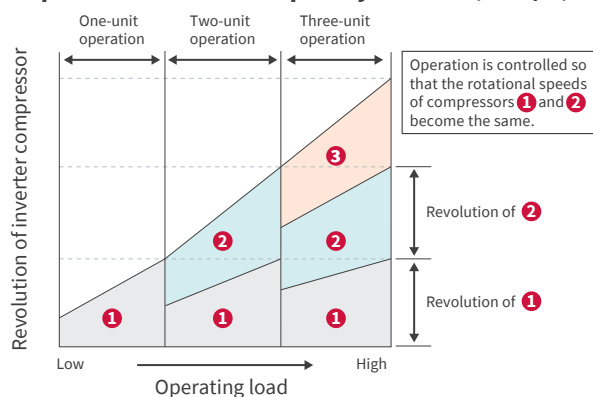 One-unit
operation
Two-unit
operation
Three-unit
operation
Operation is controlled so
that the rotational speeds
of compressors 1 and 2
become the same.
Revolution of inverter compressor
3
2
2
1
1
1
Revolution of 2
Revolution of 1
Low
High
Operating load